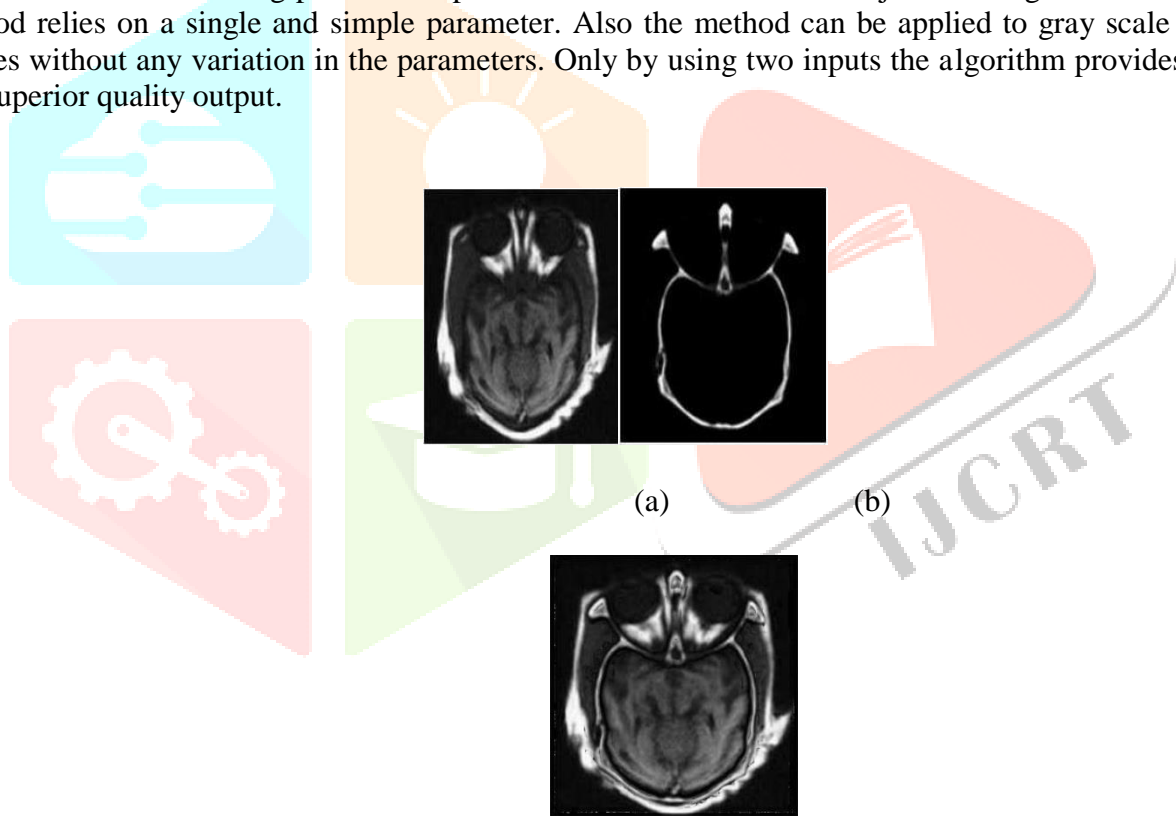 od relies on a single and simple parameter. Also the method can be applied to gray scale
es without any variation in the parameters. Only by using two inputs the algorithm provides
uperior quality output.
(a) (b)
IJCRT